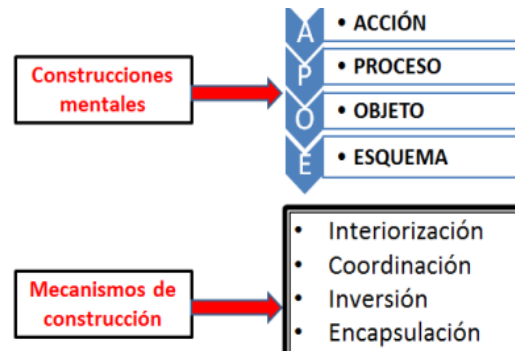 Construcciones
mentales
A • ACCIÓN
P • PROCESO
O • OBJETO
E • ESQUEMA
Mecanismos de
construcción
• Interiorización
• Coordinación
• Inversión
• Encapsulación